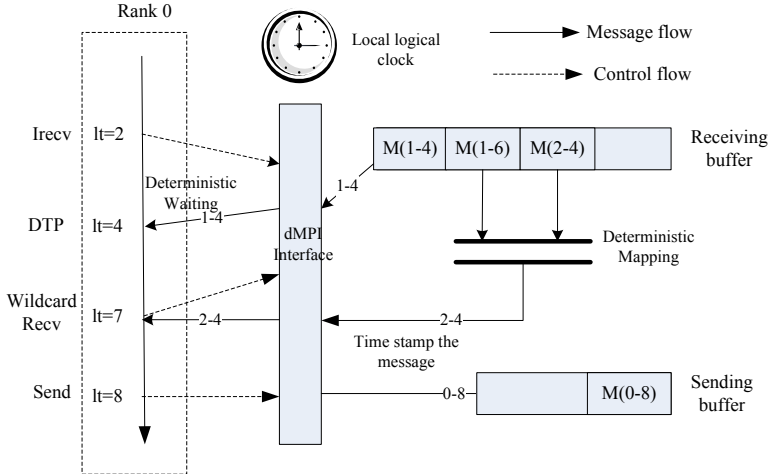 Rank 0
Local logical
clock
Message flow
Control flow
Irecv
lt=2
M(1-4)
M(1-6)
M(2-4)
Receiving
buffer
1-4
Deterministic
Waiting
1-4
DTP
lt=4
dMPI
Interface
Deterministic
Mapping
Wildcard
Recv
lt=7
2-4
2-4
Time stamp the
message
Send
lt=8
0-8
M(0-8)
Sending
buffer